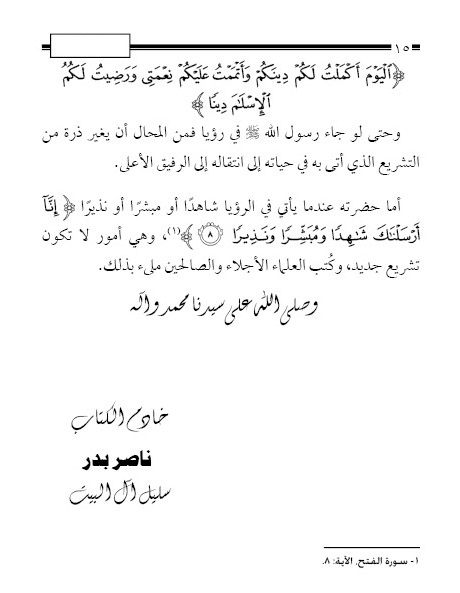 ١٥
﴿ٱلۡيَوۡمَ أَكۡمَلۡتُ لَكُمۡ دِينَكُمۡ وَأَتۡمَمۡتُ عَلَيۡكُمۡ نِعۡمَتِي وَرَضِيتُ لَكُمُ
ٱلۡإِسۡلَٰمَ دِينٗا﴾
وحتى لو جاء رسول الله ﷺ في رؤيا فمن المحال أن يغير ذرة من
التشريع الذي أتى به في حياته إلى انتقاله إلى الرفيق الأعلى.
أما حضرته عندما يأتي في الرؤيا شاهدًا أو مبشرًا أو نذيرًا ﴿إِنَّآ
أَرۡسَلۡنَٰكَ شَٰهِدٗا وَمُبَشِّرٗا وَنَذِيرٗا ۝٨﴾(١)، وهي أمور لا تكون
تشريع جديد، وكُتب العلماء الأجلاء والصالحين مليء بذلك.
وصلى الله على سيدنا محمد وآله
خادم الكتاب
ناصر بدر
سليل آل البيت
١- سورة الفتح. الآية: ٨.